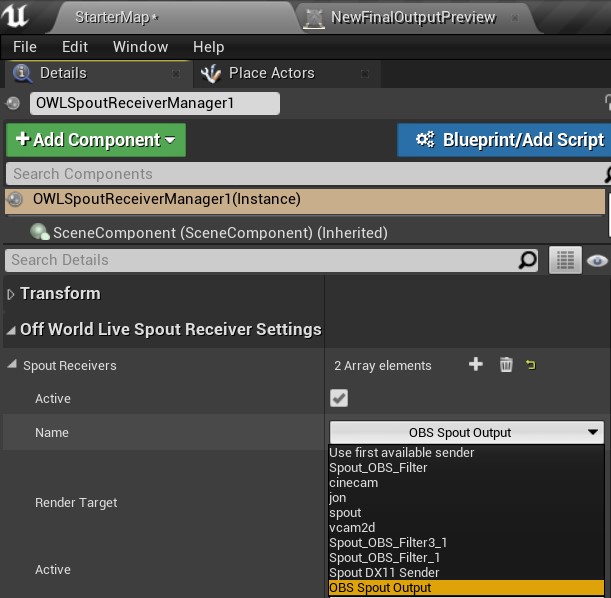 StarterMap*
NewFinalOutputPreview
File Edit Window Help
Details Place Actors
OWLSpoutReceiverManager1
Add Component Blueprint/Add Script
Search Components
OWLSpoutReceiverManager1(Instance)
SceneComponent (SceneComponent) (Inherited)
Search Details
Transform
Off World Live Spout Receiver Settings
Spout Receivers 2 Array elements
Active
Name OBS Spout Output
Use first available sender
Spout_OBS_Filter
cinecam
jon
Render Target
spout
vcam2d
Spout_OBS_Filter3_1
Spout_OBS_Filter_1
Active
Spout DX11 Sender
OBS Spout Output